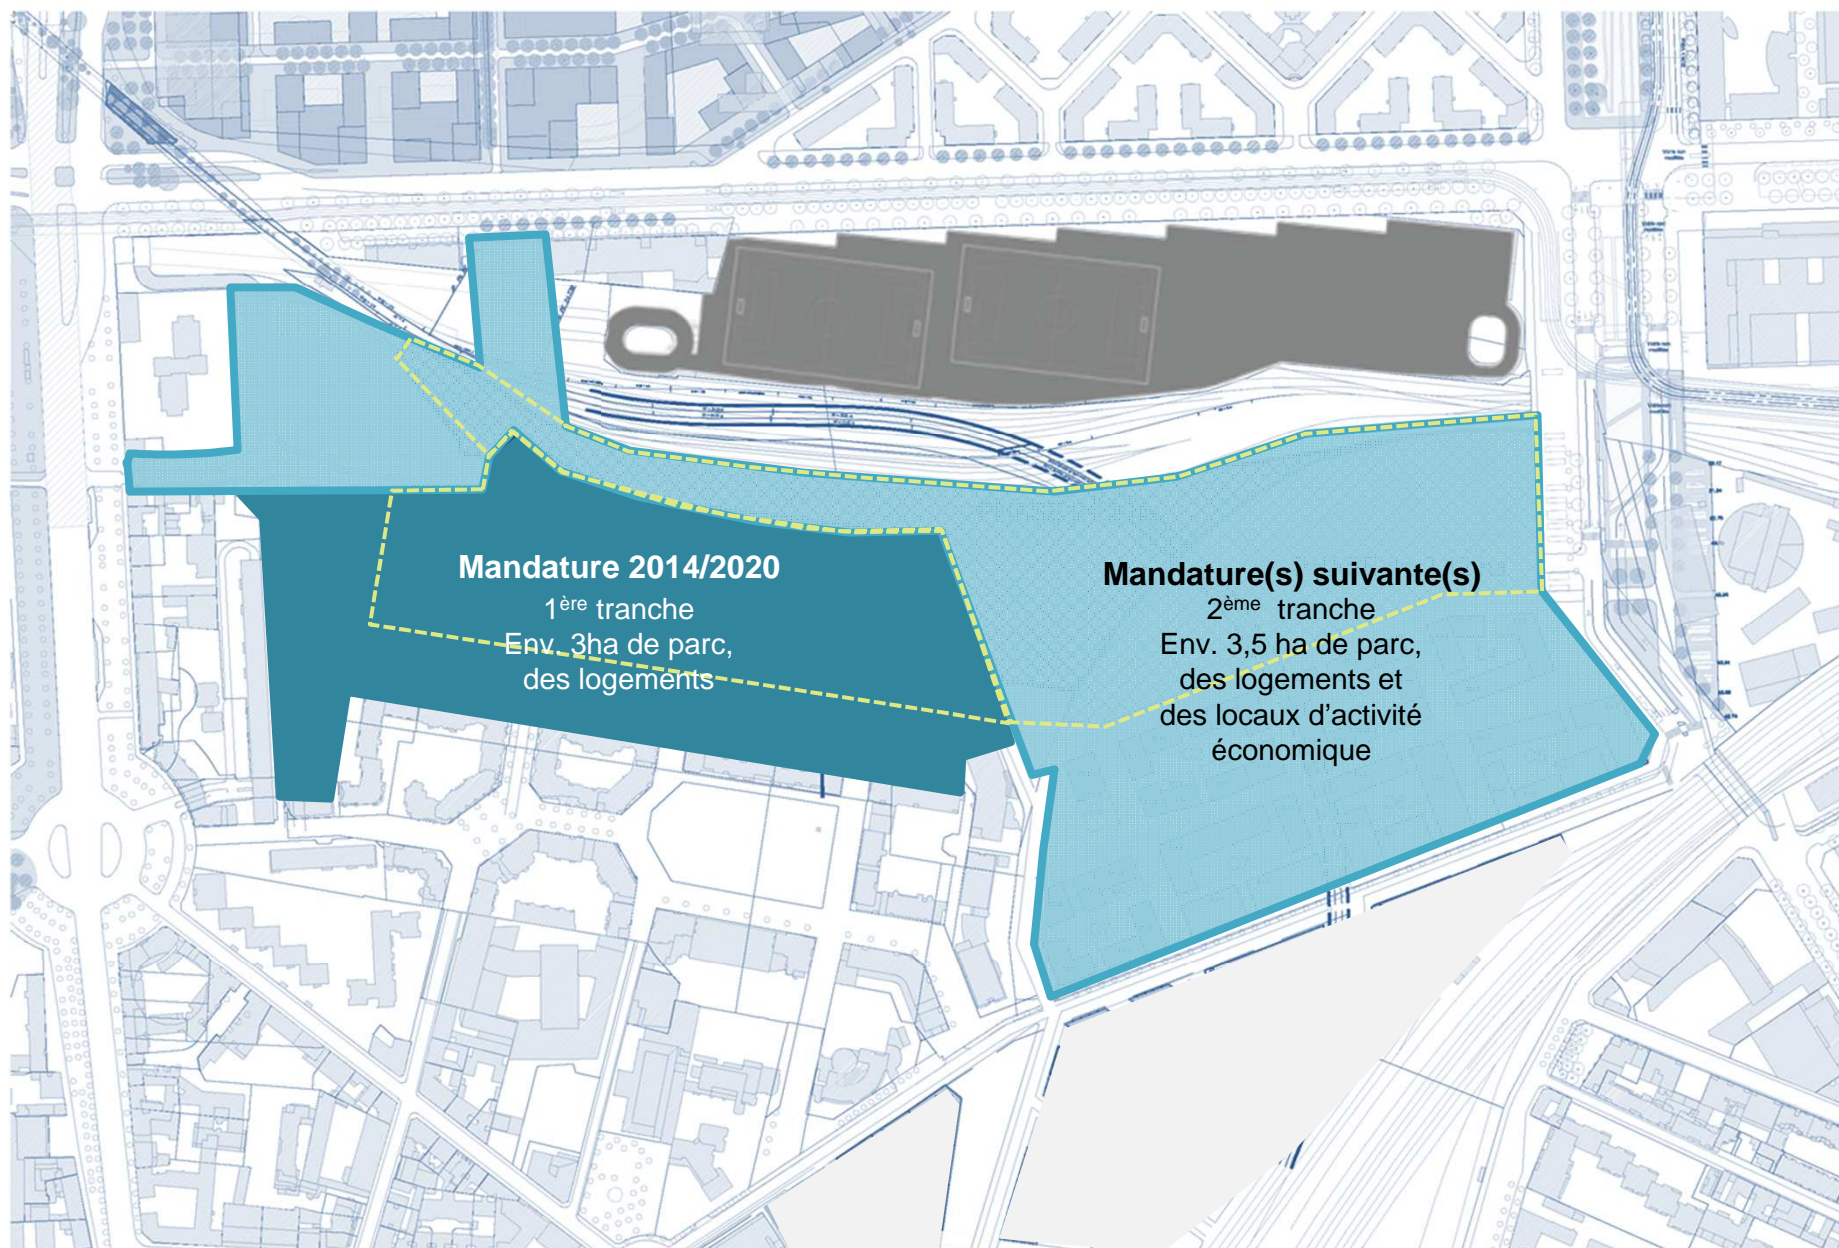 Mandature 2014/2020
1ère tranche
Env. 3ha de parc,
des logements
Mandature(s) suivante(s)
2ème tranche
Env. 3,5 ha de parc,
des logements et
des locaux d'activité
économique